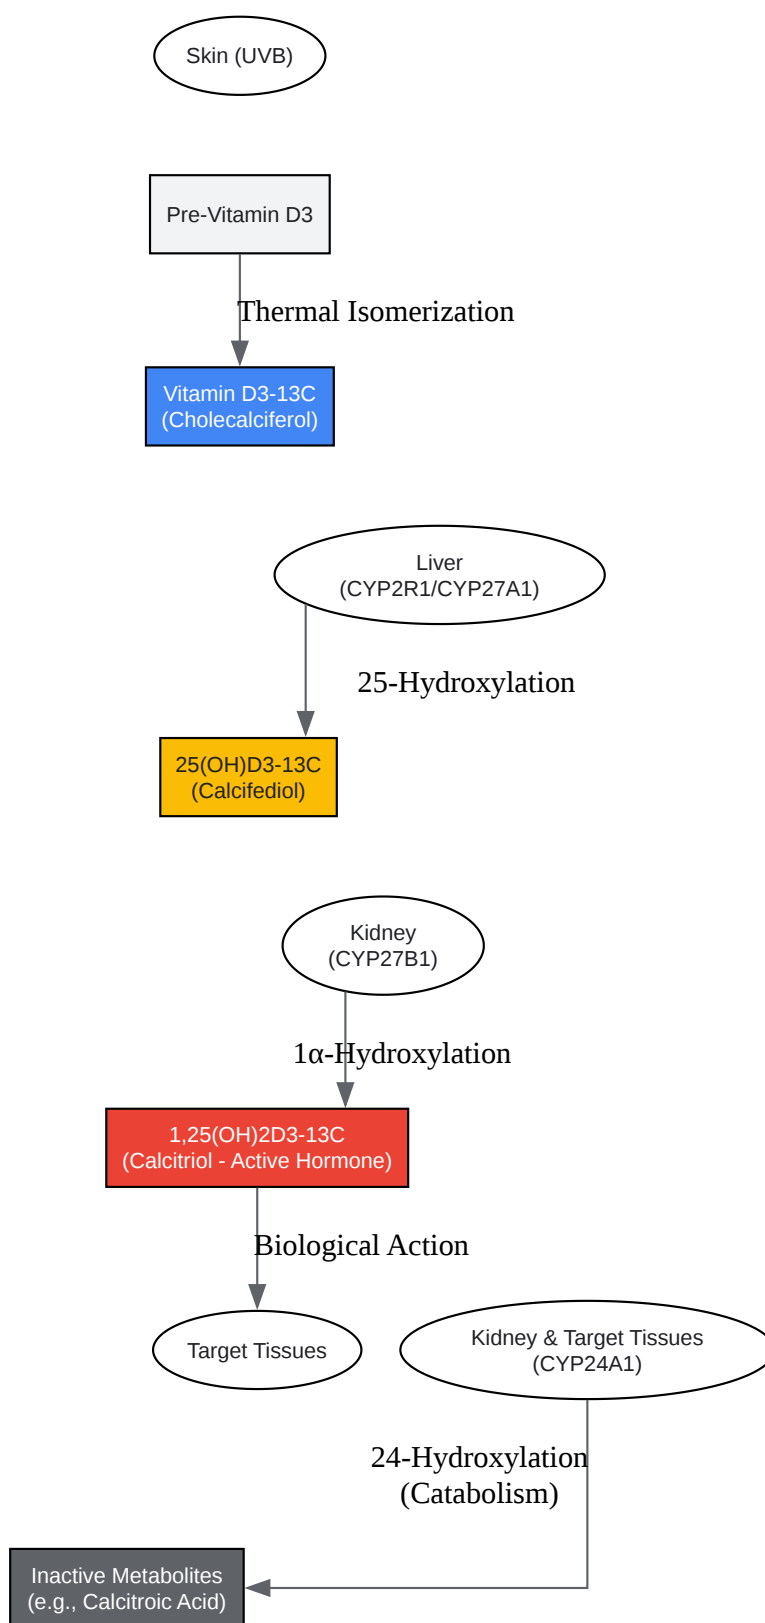 Skin (UVB)
Pre-Vitamin D3
Thermal Isomerization
Vitamin D3-13C
(Cholecalciferol)
Liver
(CYP2R1/CYP27A1)
25-Hydroxylation
25(OH)D3-13C
(Calcifediol)
Kidney
(CYP27B1)
1α-Hydroxylation
1,25(OH)2D3-13C
(Calcitriol - Active Hormone)
Biological Action
Target Tissues
Kidney & Target Tissues
(CYP24A1)
24-Hydroxylation
(Catabolism)
Inactive Metabolites
(e.g., Calcitroic Acid)